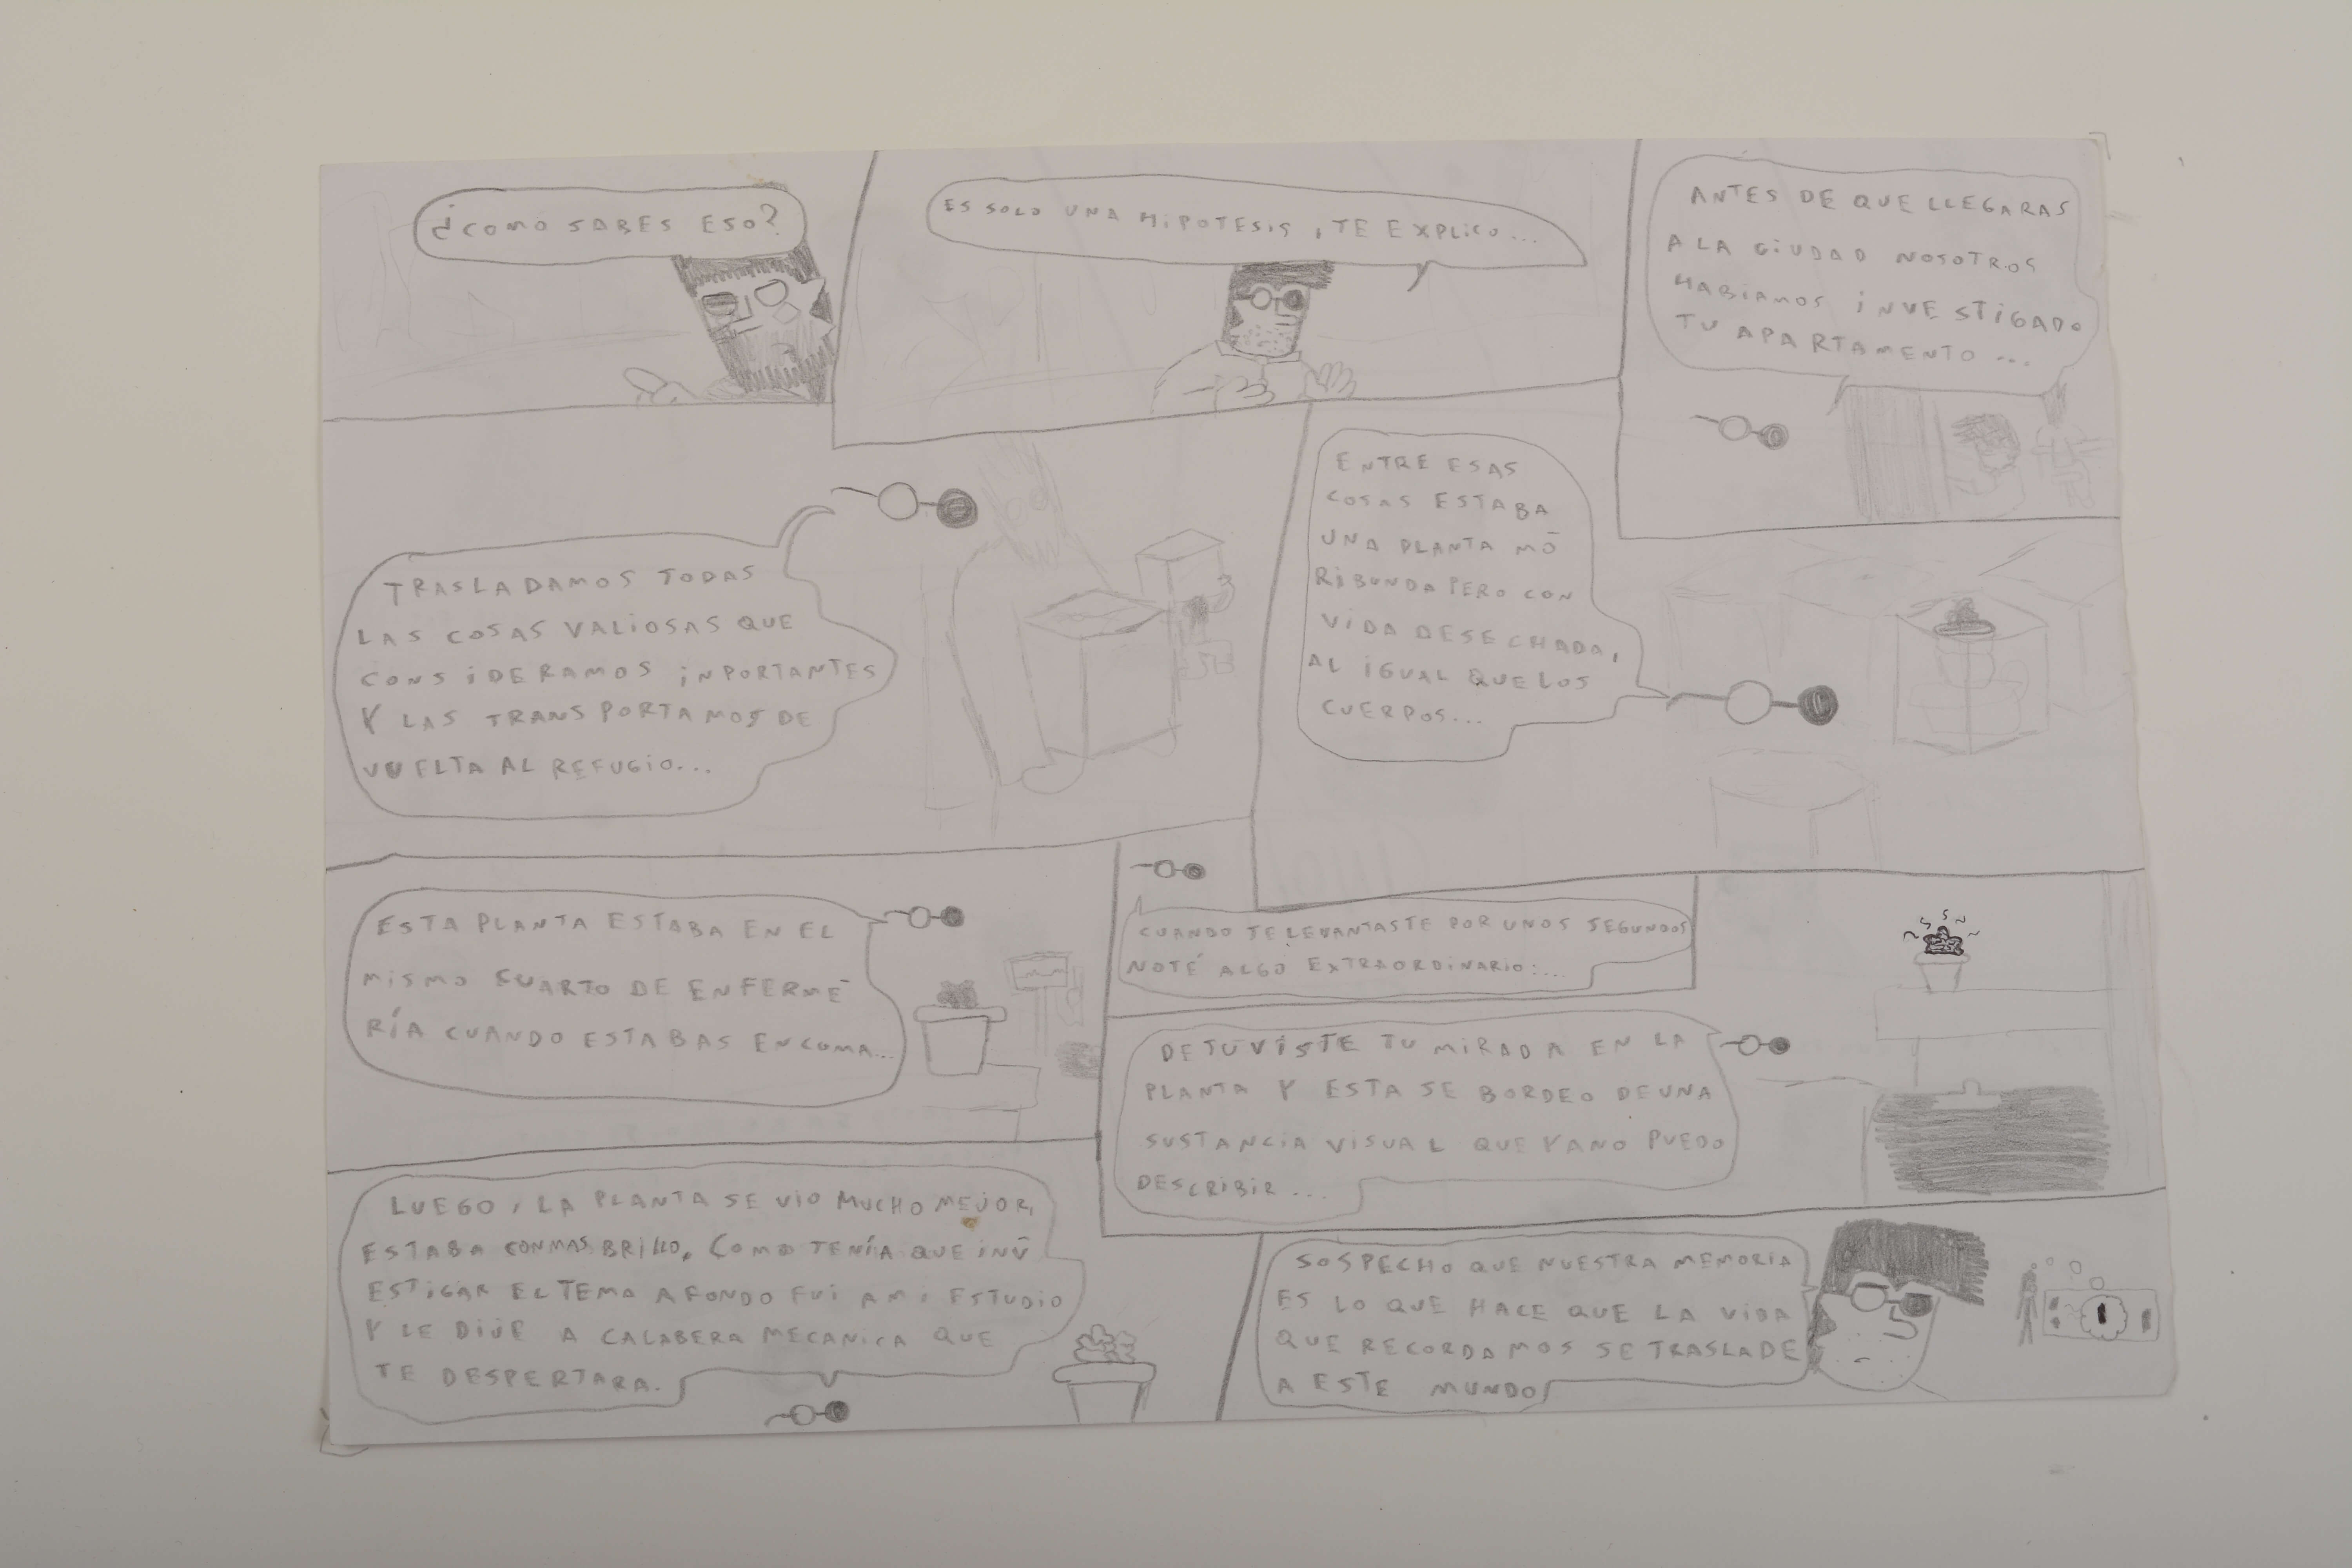 ¿COMO SABES ESO?
ES SOLO UNA HIPOTESIS, TE EXPLICO...
ANTES DE QUE LLEGARAS
A LA CIUDAD NOSOTROS
HABIAMOS INVESTIGADO
TU APARTAMENTO...
TRASLADAMOS TODAS
LAS COSAS VALIOSAS QUE
CONSIDERAMOS INPORTANTES
Y LAS TRANSPORTAMOS DE
VUELTA AL REFUGIO...
ENTRE ESAS
COSAS ESTABA
UNA PLANTA MO-
RIBUNDA PERO CON
VIDA DESECHADA,
AL IGUAL QUE LOS
CUERPOS...
ESTA PLANTA ESTABA EN EL
MISMO CUARTO DE ENFERME-
RÍA CUANDO ESTABAS EN COMA...
CUANDO TE LEVANTASTE POR UNOS SEGUNDOS
NOTÉ ALGO EXTRAORDINARIO:...
DETUVISTE TU MIRADA EN LA
PLANTA Y ESTA SE BORDEO DE UNA
SUSTANCIA VISUAL QUE YA NO PUEDO
DESCRIBIR...
LUEGO, LA PLANTA SE VIO MUCHO MEJOR,
ESTABA CON MAS BRILLO, COMO TENÍA QUE INV-
ESTIGAR EL TEMA A FONDO FUI A MI ESTUDIO
Y LE DIJE A CALABERA MECANICA QUE
TE DESPERTARA.
SOSPECHO QUE NUESTRA MEMORIA
ES LO QUE HACE QUE LA VIDA
QUE RECORDAMOS SE TRASLADE
A ESTE MUNDO